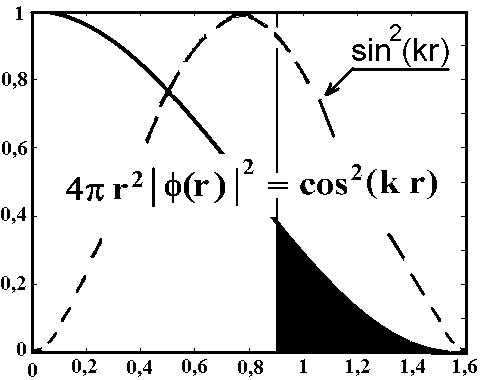 1
sin²(kr)
0,8
0,6
4π r² |ϕ(r)|² = cos²(k r)
0,4
0,2
0
0 0,2 0,4 0,6 0,8 1 1,2 1,4 1,6